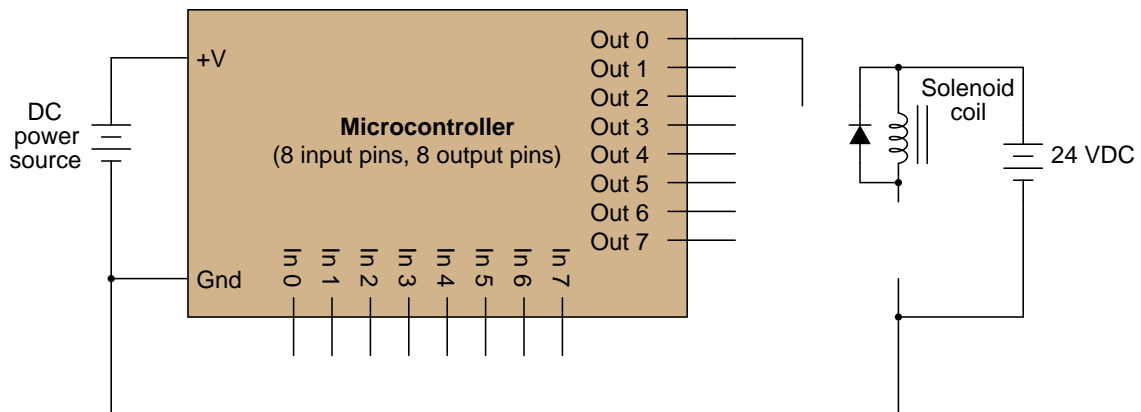 +V
Out 0
Out 1
Out 2
Out 3
Out 4
Out 5
Out 6
Out 7
DC
power
source
Microcontroller
(8 input pins, 8 output pins)
Solenoid
coil
24 VDC
Gnd
In 0
In 1
In 2
In 3
In 4
In 5
In 6
In 7